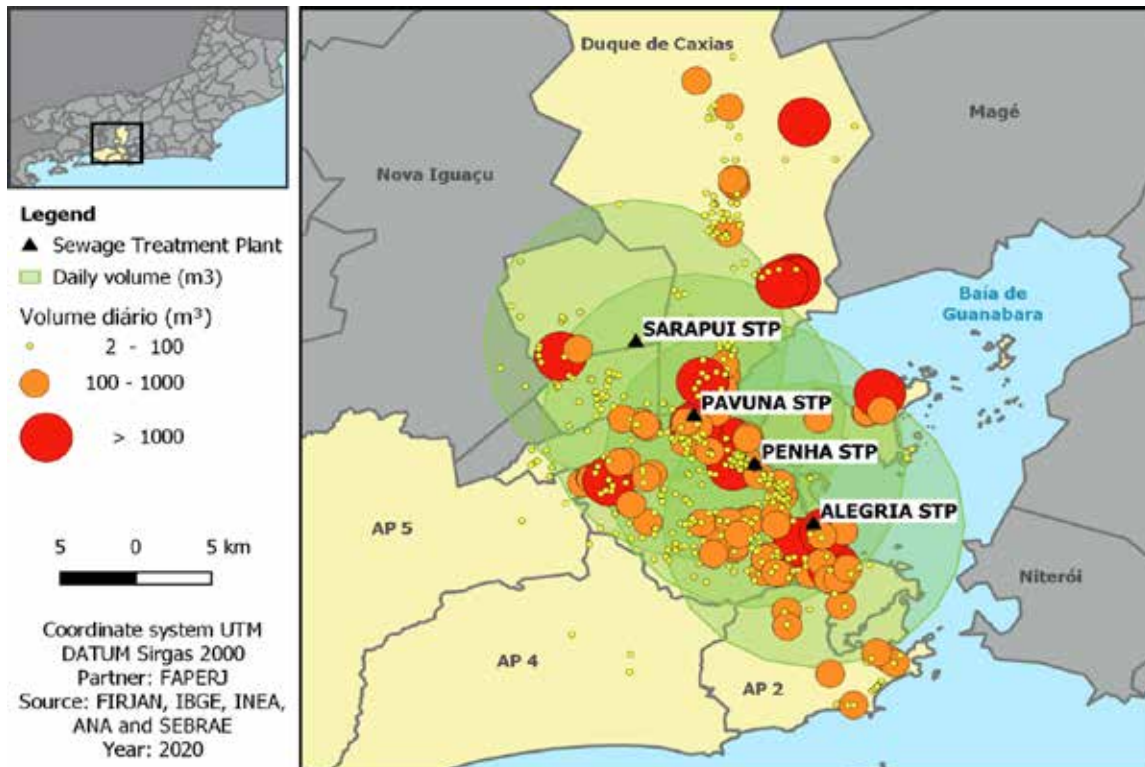 Legend
Sewage Treatment Plant
Daily volume (m3)
Volume diário (m³)
2 - 100
100 - 1000
> 1000
5 0 5 km
Coordinate system UTM
DATUM Sirgas 2000
Partner: FAPERJ
Source: FIRJAN, IBGE, INEA,
ANA and SEBRAE
Year: 2020
Duque de Caxias
Magé
Nova Iguaçu
Baía de
Guanabara
SARAPUI STP
PAVUNA STP
PENHA STP
ALEGRIA STP
AP 5
Niterói
AP 4
AP 2